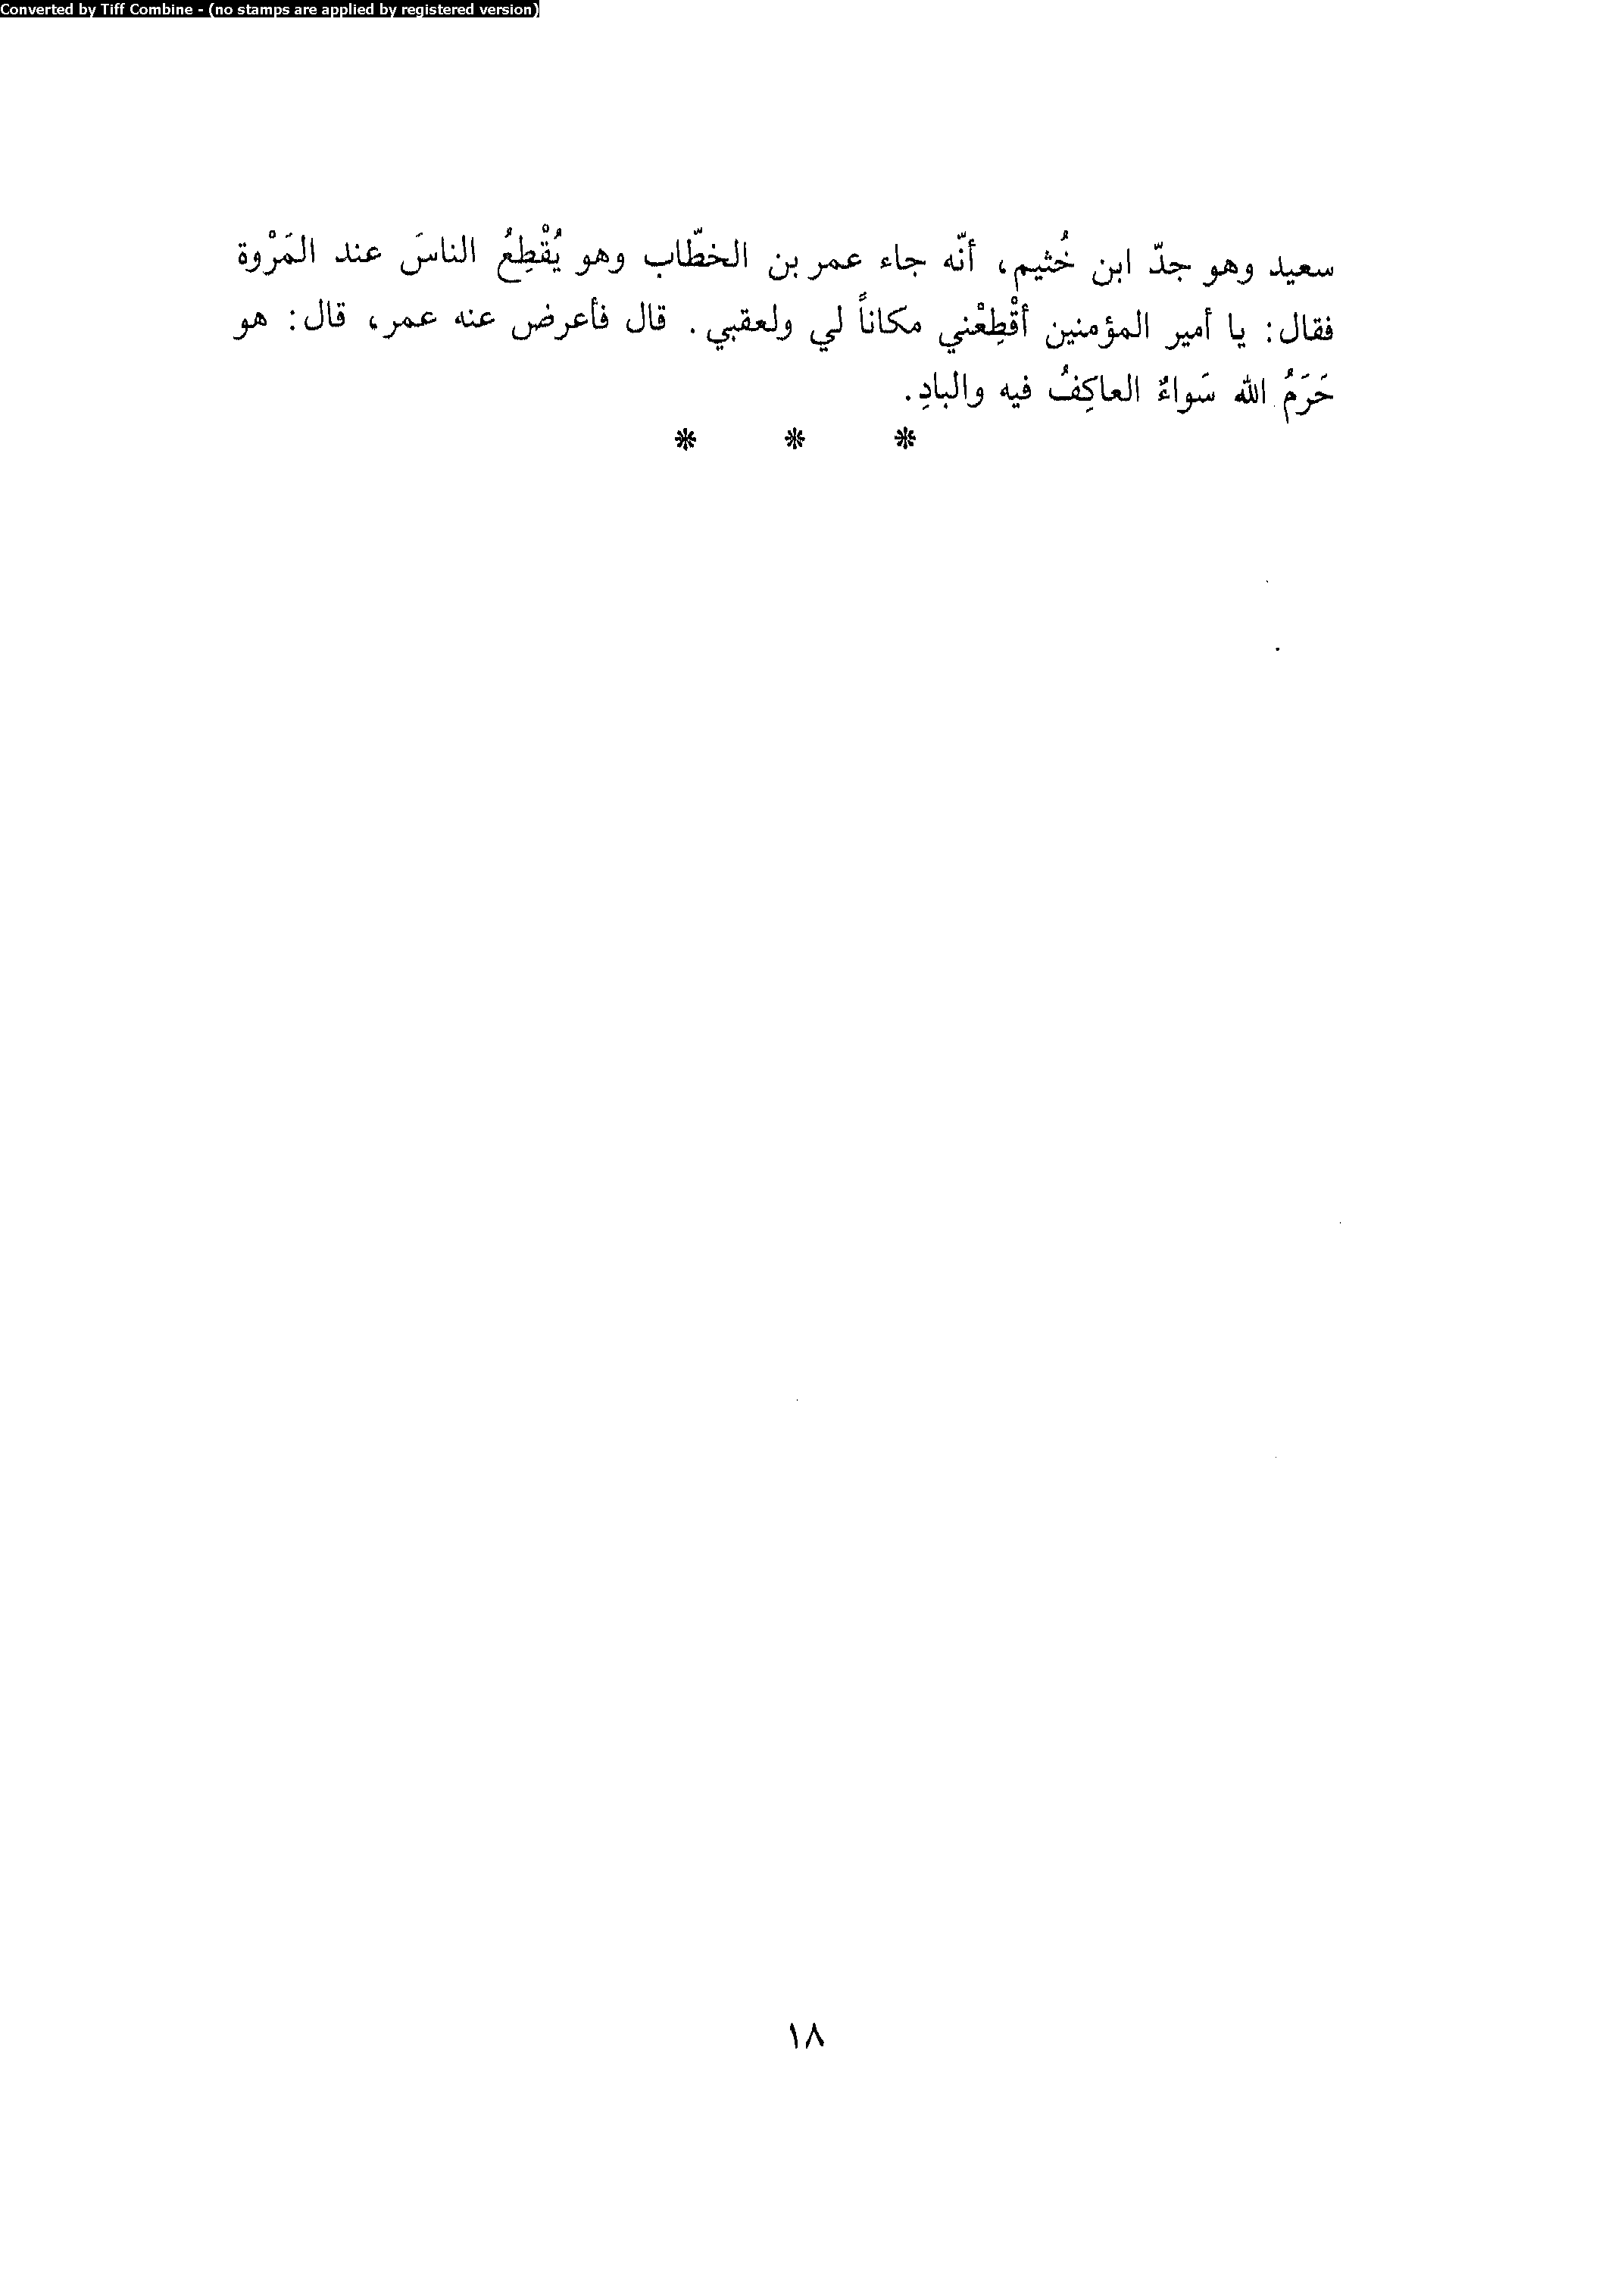 Converted by Tiff Combine - (no stamps are applied by registered version)
سعيد وهو جدّ ابن خُثيم، أنّه جاء عمر بن الخطّاب وهو يُقْطِعُ الناسَ عند المَرْوة
فقال: يا أمير المؤمنين أقْطِعْني مكاناً لي ولعقبي. قال فأعرض عنه عمر، قال: هو
حَرَمُ الله سَواءٌ العاكِفُ فيه والبادِ.
* * *
١٨